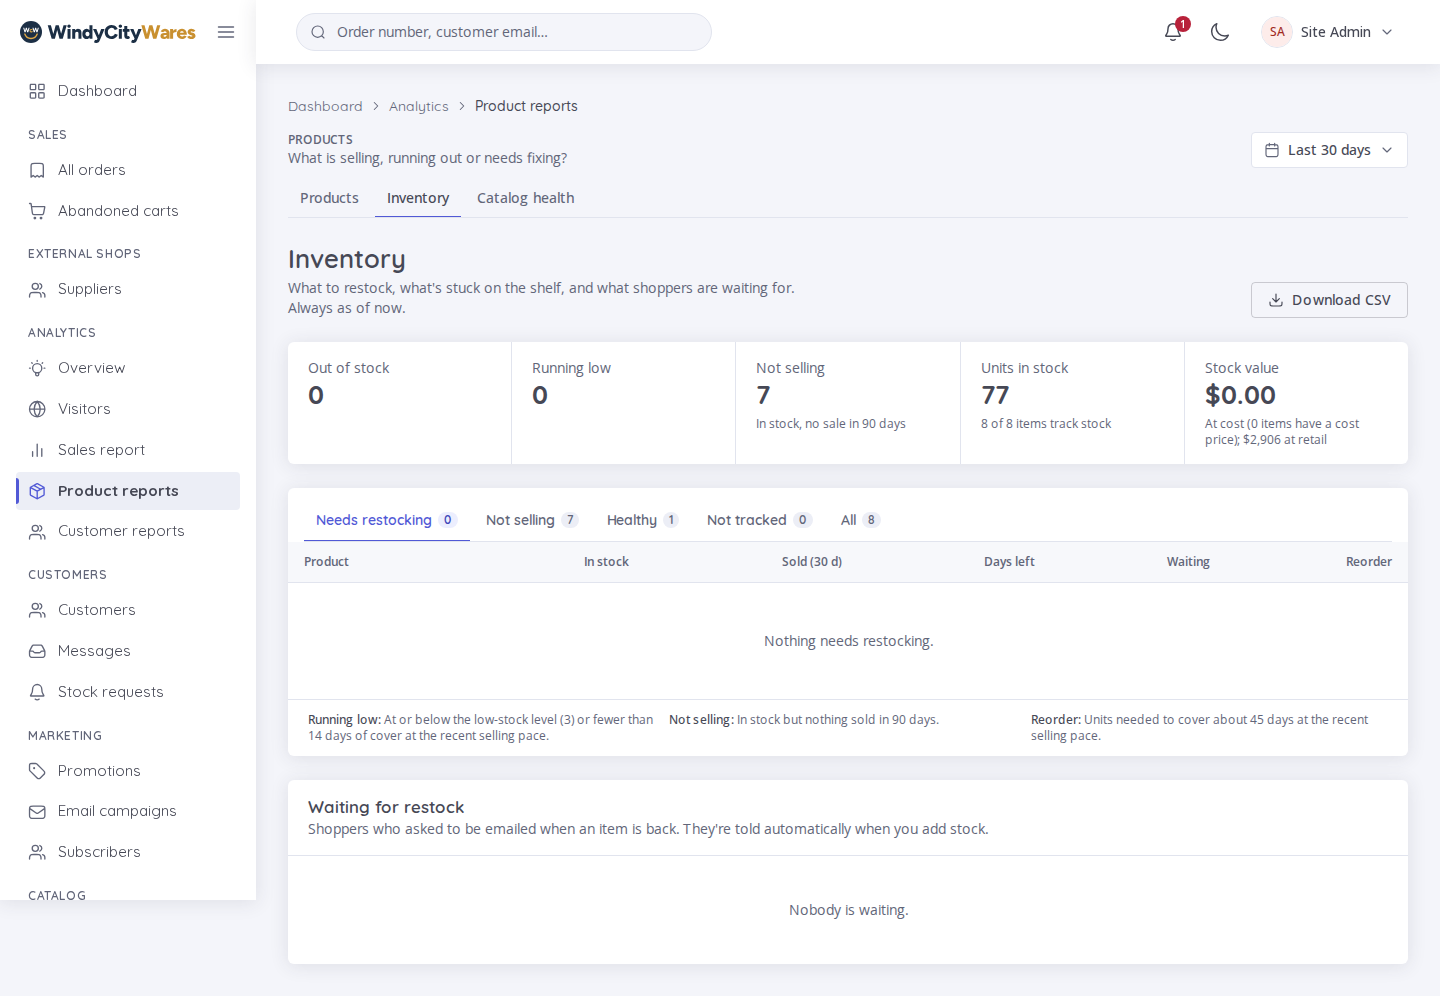 WindyCityWares
Order number, customer email...
1
SA
Site Admin
Dashboard
SALES
All orders
Abandoned carts
EXTERNAL SHOPS
Suppliers
ANALYTICS
Overview
Visitors
Sales report
Product reports
Customer reports
CUSTOMERS
Customers
Messages
Stock requests
MARKETING
Promotions
Email campaigns
Subscribers
CATALOG
Dashboard > Analytics > Product reports
PRODUCTS
What is selling, running out or needs fixing?
Last 30 days
Products Inventory Catalog health
Inventory
What to restock, what's stuck on the shelf, and what shoppers are waiting for.
Always as of now.
Download CSV
Out of stock
0
Running low
0
Not selling
7
In stock, no sale in 90 days
Units in stock
77
8 of 8 items track stock
Stock value
$0.00
At cost (0 items have a cost
price); $2,906 at retail
Needs restocking 0 Not selling 7 Healthy 1 Not tracked 0 All 8
Product In stock Sold (30 d) Days left Waiting Reorder
Nothing needs restocking.
Running low: At or below the low-stock level (3) or fewer than
14 days of cover at the recent selling pace.
Not selling: In stock but nothing sold in 90 days.
Reorder: Units needed to cover about 45 days at the recent
selling pace.
Waiting for restock
Shoppers who asked to be emailed when an item is back. They're told automatically when you add stock.
Nobody is waiting.